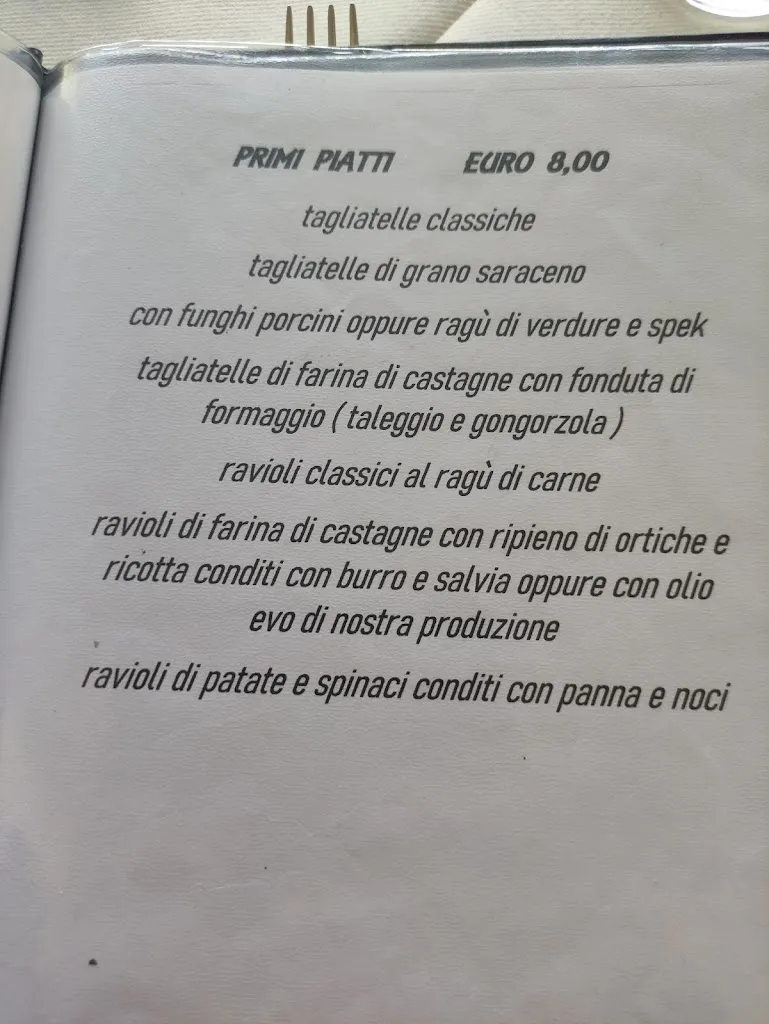 PRIMI PIATTI EURO 8,00
tagliatelle classiche
tagliatelle di grano saraceno
con funghi porcini oppure ragù di verdure e spek
tagliatelle di farina di castagne con fonduta di
formaggio ( taleggio e gongorzola )
ravioli classici al ragù di carne
ravioli di farina di castagne con ripieno di ortiche e
ricotta conditi con burro e salvia oppure con olio
evo di nostra produzione
ravioli di patate e spinaci conditi con panna e noci